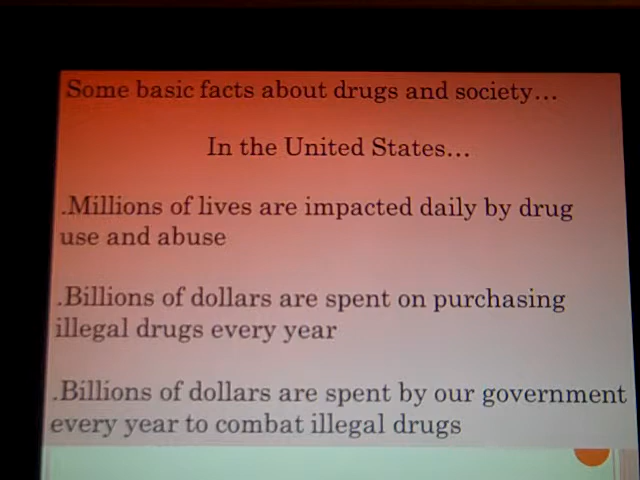 Some basic facts about drugs and society…
In the United States…
.Millions of lives are impacted daily by drug
use and abuse
.Billions of dollars are spent on purchasing
illegal drugs every year
.Billions of dollars are spent by our government
every year to combat illegal drugs